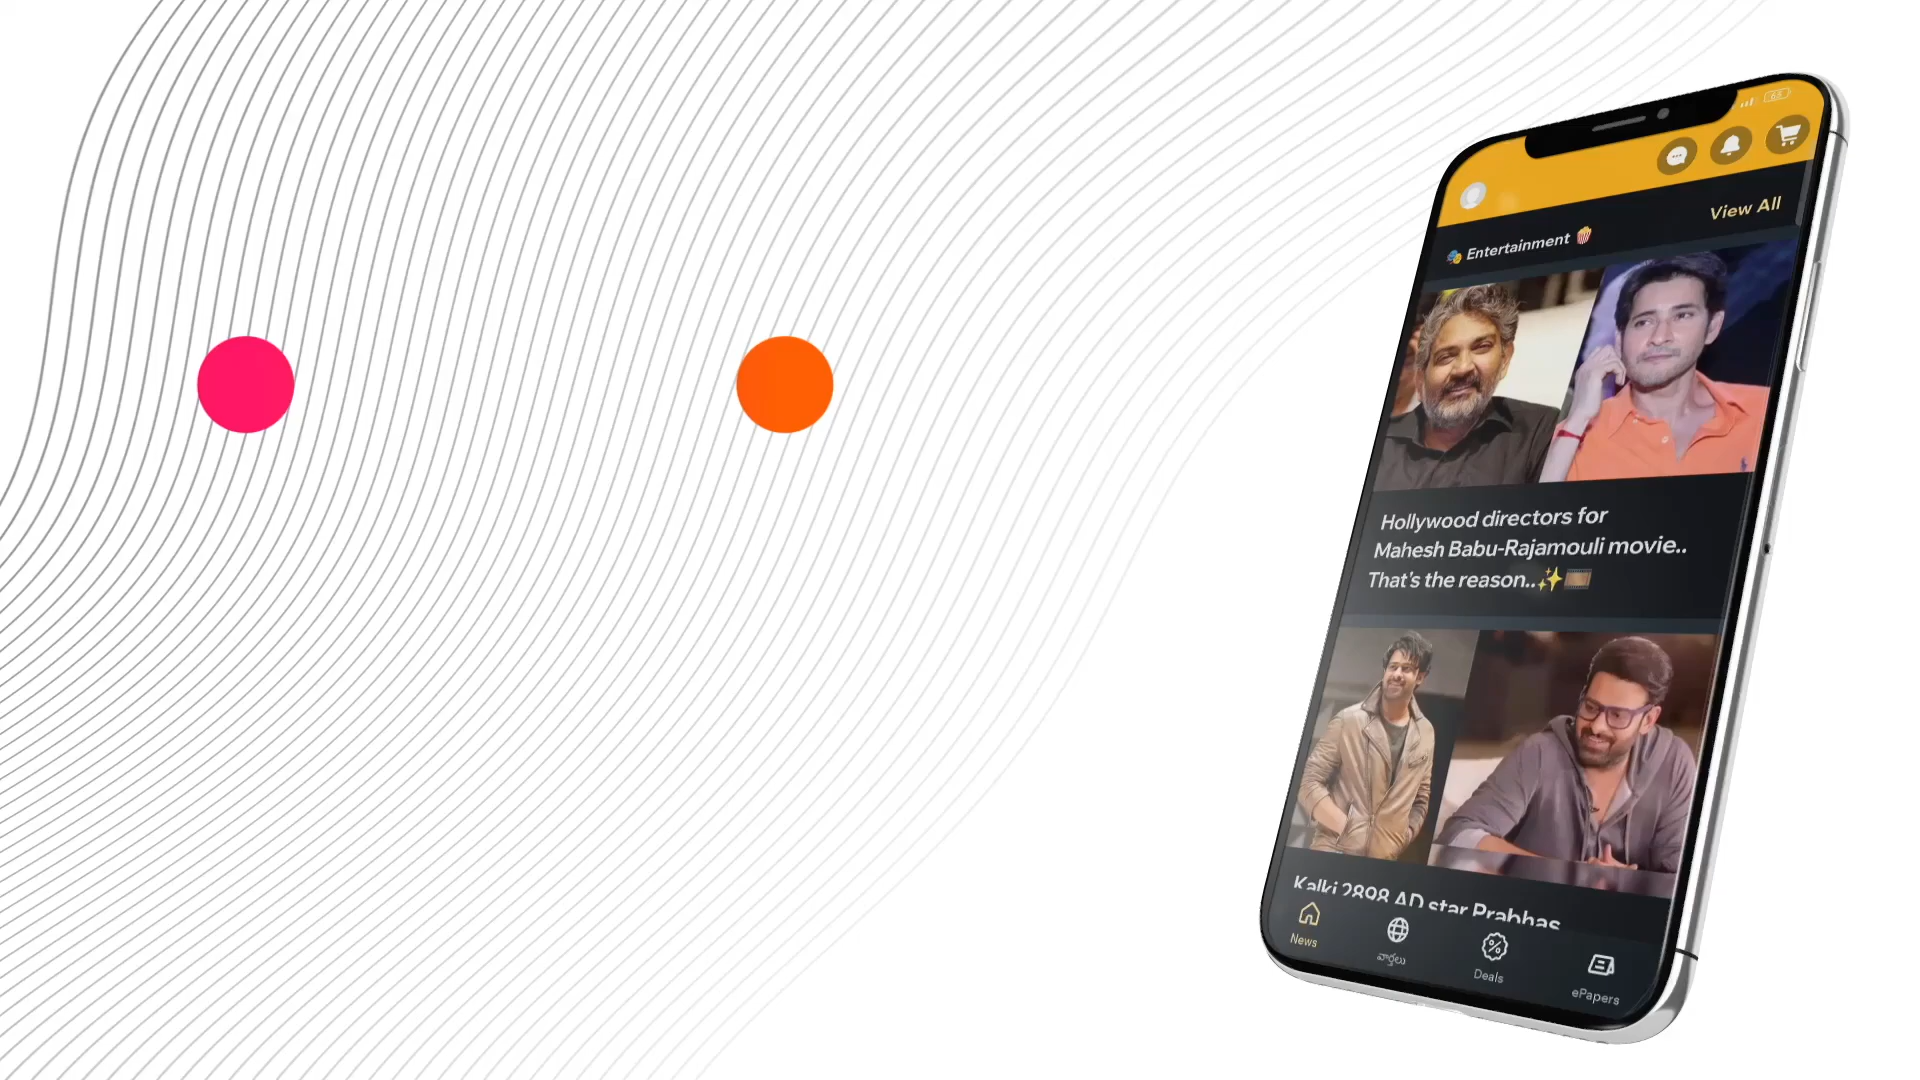 View All
Entertainment
Hollywood directors for
Mahesh Babu-Rajamouli movie..
That's the reason..
Kalki 2898 AD star Prabhas
News
వార్తలు
Deals
ePapers